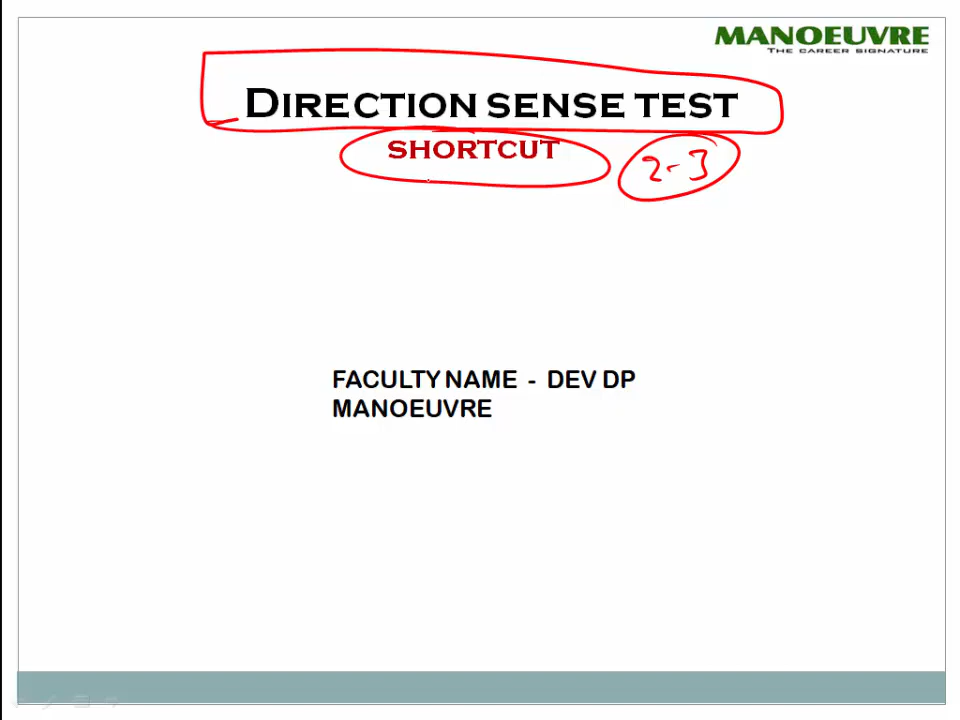 MANOEUVRE
THE CAREER SIGNATURE
DIRECTION SENSE TEST
SHORTCUT
2-3
FACULTY NAME - DEV DP
MANOEUVRE